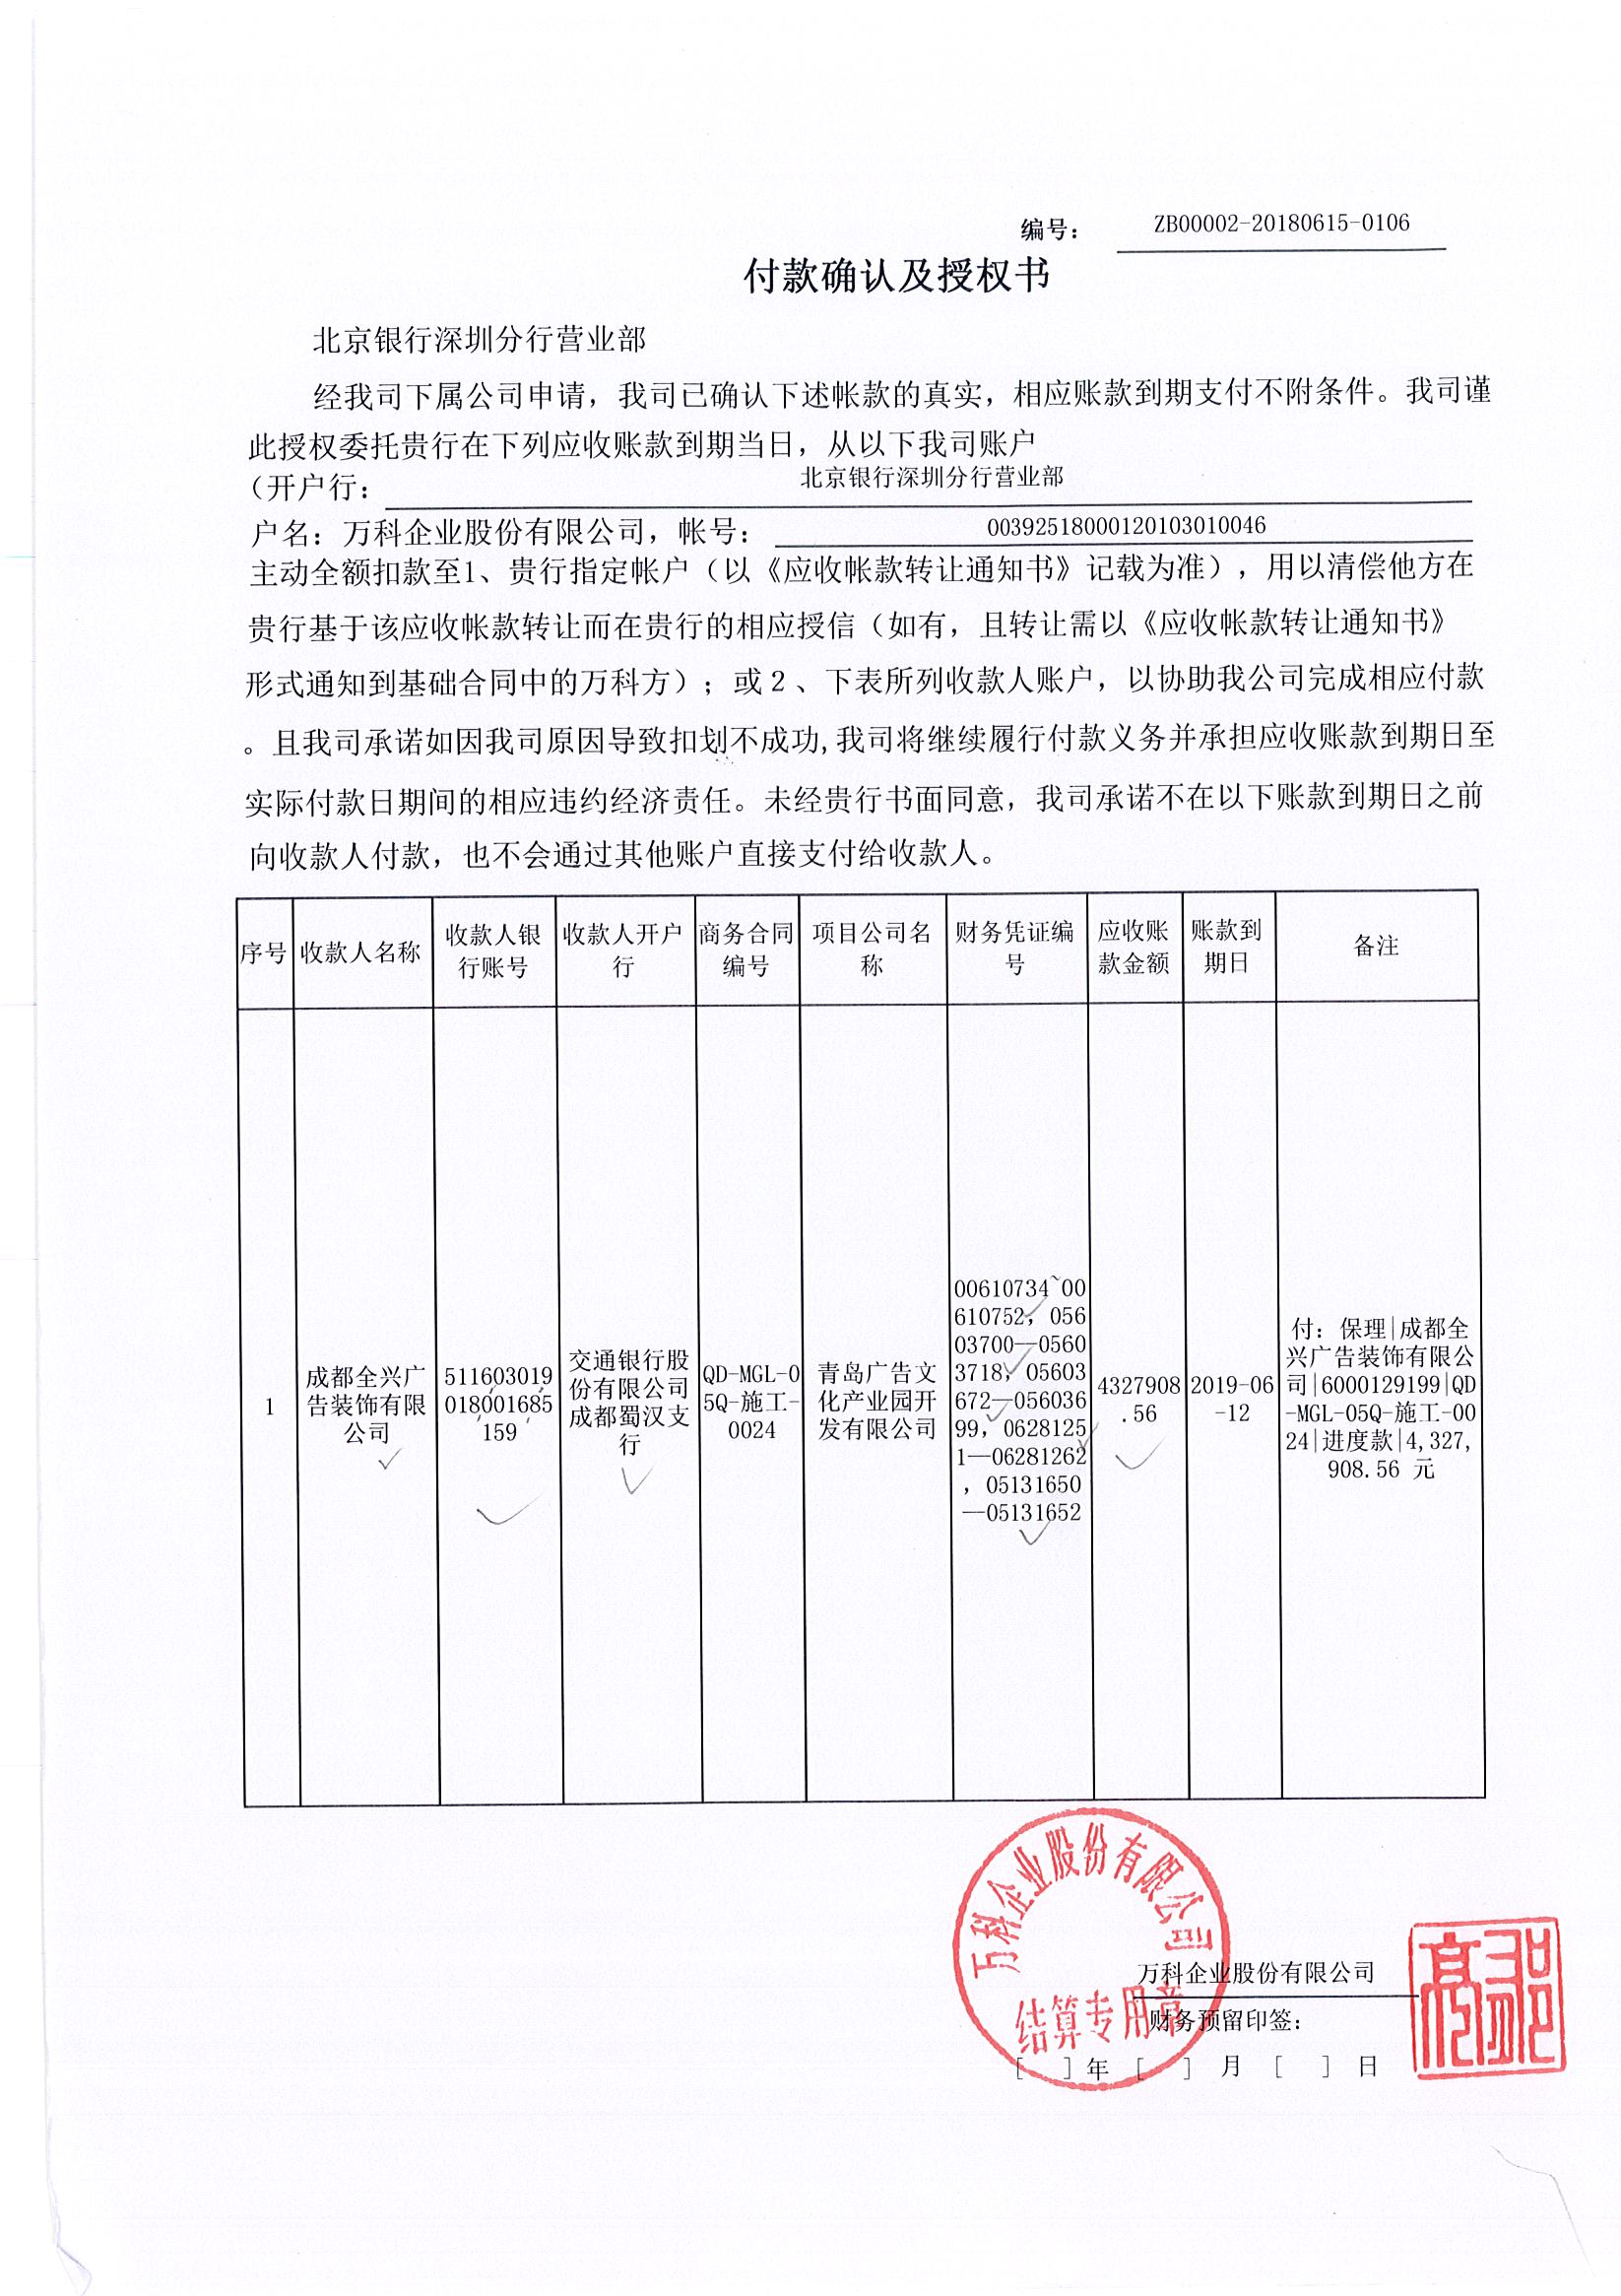 编号： ZB00002-20180615-0106
付款确认及授权书
北京银行深圳分行营业部
经我司下属公司申请，我司已确认下述帐款的真实，相应账款到期支付不附条件。我司谨
此授权委托贵行在下列应收账款到期当日，从以下我司账户
（开户行： 北京银行深圳分行营业部
户名：万科企业股份有限公司，帐号： 00392518000120103010046
主动全额扣款至1、贵行指定帐户（以《应收帐款转让通知书》记载为准），用以清偿他方在
贵行基于该应收帐款转让而在贵行的相应授信（如有，且转让需以《应收帐款转让通知书》
形式通知到基础合同中的万科方）；或２、下表所列收款人账户，以协助我公司完成相应付款
。且我司承诺如因我司原因导致扣划不成功,我司将继续履行付款义务并承担应收账款到期日至
实际付款日期间的相应违约经济责任。未经贵行书面同意，我司承诺不在以下账款到期日之前
向收款人付款，也不会通过其他账户直接支付给收款人。
序号
收款人名称
收款人银
行账号
收款人开户
行
商务合同
编号
项目公司名
称
财务凭证编
号
应收账
款金额
账款到
期日
备注
1
成都全兴广
告装饰有限
公司
511603019
018001685
159
交通银行股
份有限公司
成都蜀汉支
行
QD-MGL-0
5Q-施工-
0024
青岛广告文
化产业园开
发有限公司
00610734~00
610752，056
03700—0560
3718，05603
672—056036
99，0628125
1—06281262
，05131650
—05131652
4327908
.56
2019-06
-12
付：保理|成都全
兴广告装饰有限公
司|6000129199|QD
-MGL-05Q-施工-00
24|进度款|4,327,
908.56 元
万科企业股份有限公司
结算专用章
万科企业股份有限公司
财务预留印签：
[ ]年[ ]月[ ]日